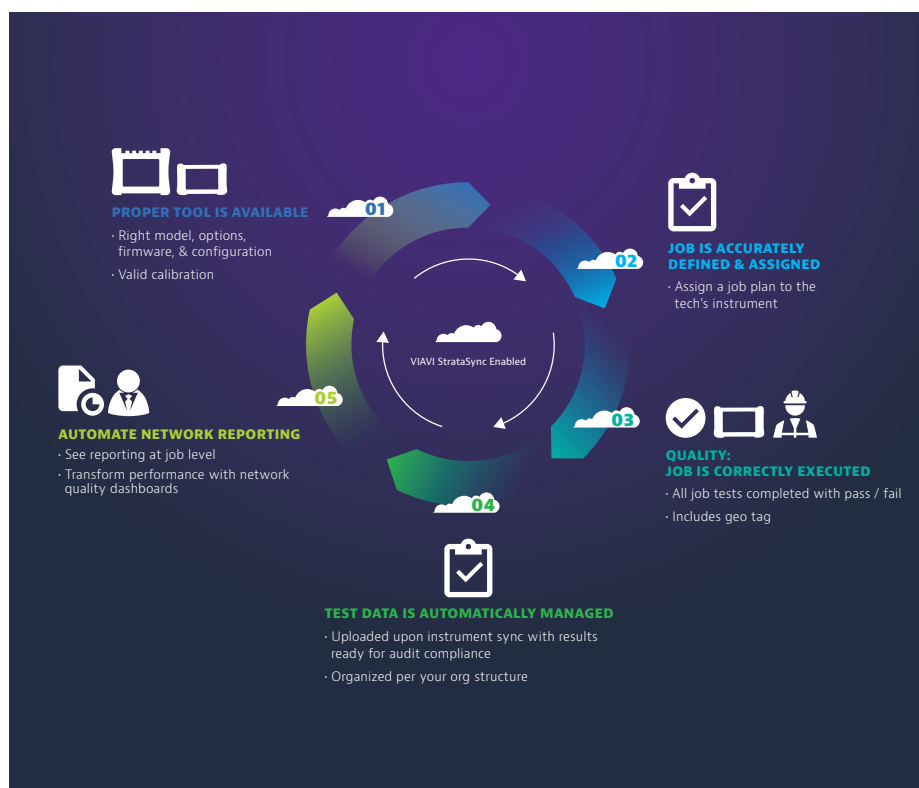 01
PROPER TOOL IS AVAILABLE
· Right model, options,
firmware, & configuration
· Valid calibration
02
JOB IS ACCURATELY
DEFINED & ASSIGNED
· Assign a job plan to the
tech's instrument
VIAVI StrataSync Enabled
03
QUALITY:
JOB IS CORRECTLY EXECUTED
· All job tests completed with pass / fail
· Includes geo tag
04
TEST DATA IS AUTOMATICALLY MANAGED
· Uploaded upon instrument sync with results
ready for audit compliance
· Organized per your org structure
05
AUTOMATE NETWORK REPORTING
· See reporting at job level
· Transform performance with network
quality dashboards